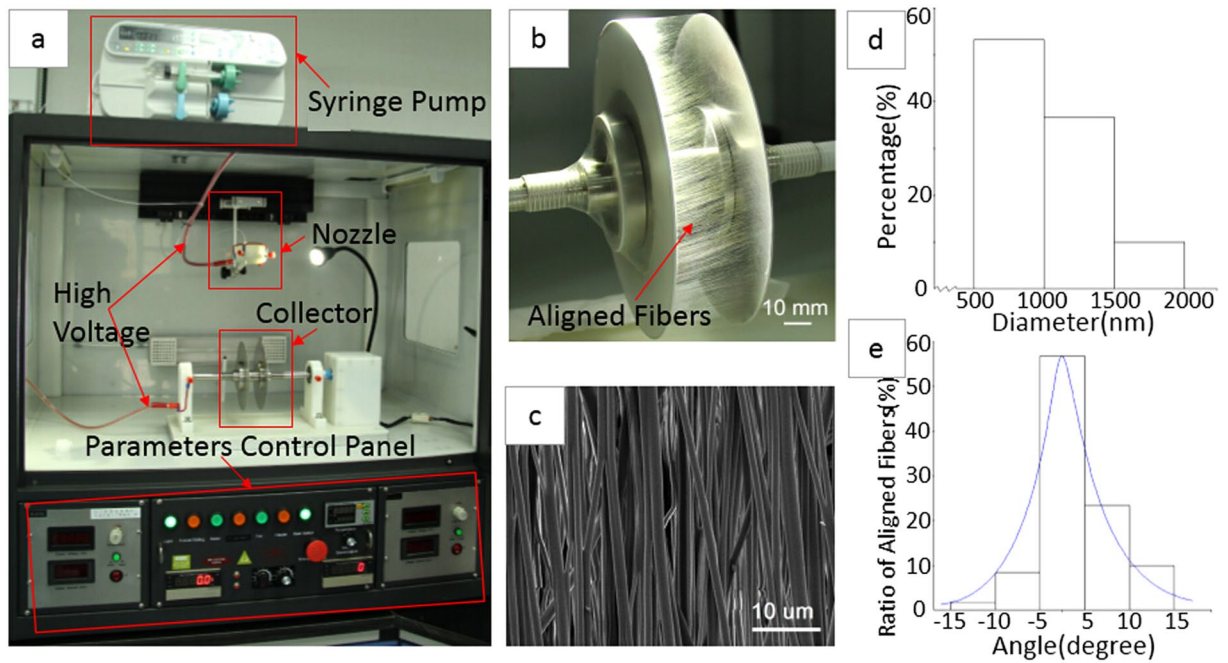 a
Syringe Pump
Nozzle
High
Voltage
Collector
Parameters Control Panel
b
Aligned Fibers
10 mm
c
10 um
d
Percentage(%)
60
40
20
0
500 1000 1500 2000
Diameter(nm)
e
Ratio of Aligned Fibers(%)
60
50
40
30
20
10
0
-15 -10 -5 5 10 15
Angle(degree)